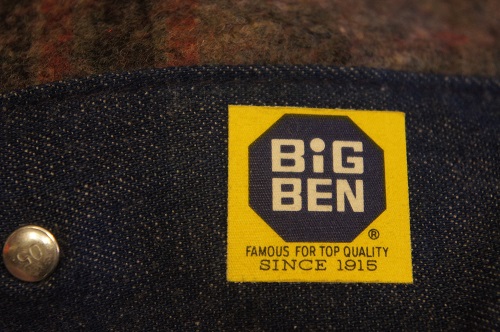 BiG
BEN
®
FAMOUS FOR TOP QUALITY
SINCE 1915